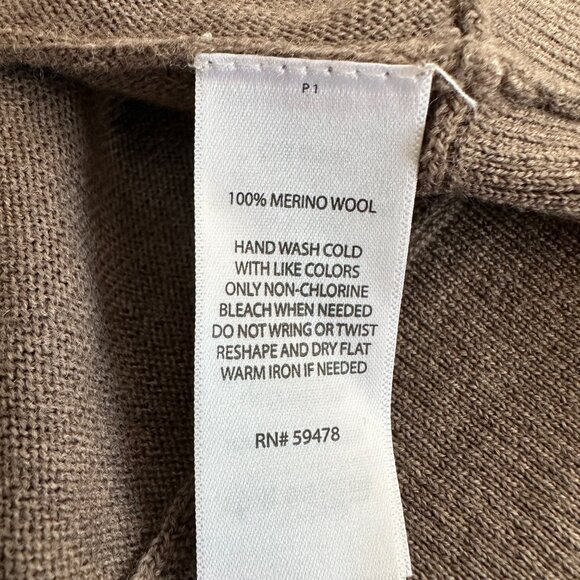 P 1
100% MERINO WOOL
HAND WASH COLD
WITH LIKE COLORS
ONLY NON-CHLORINE
BLEACH WHEN NEEDED
DO NOT WRING OR TWIST
RESHAPE AND DRY FLAT
WARM IRON IF NEEDED
RN# 59478